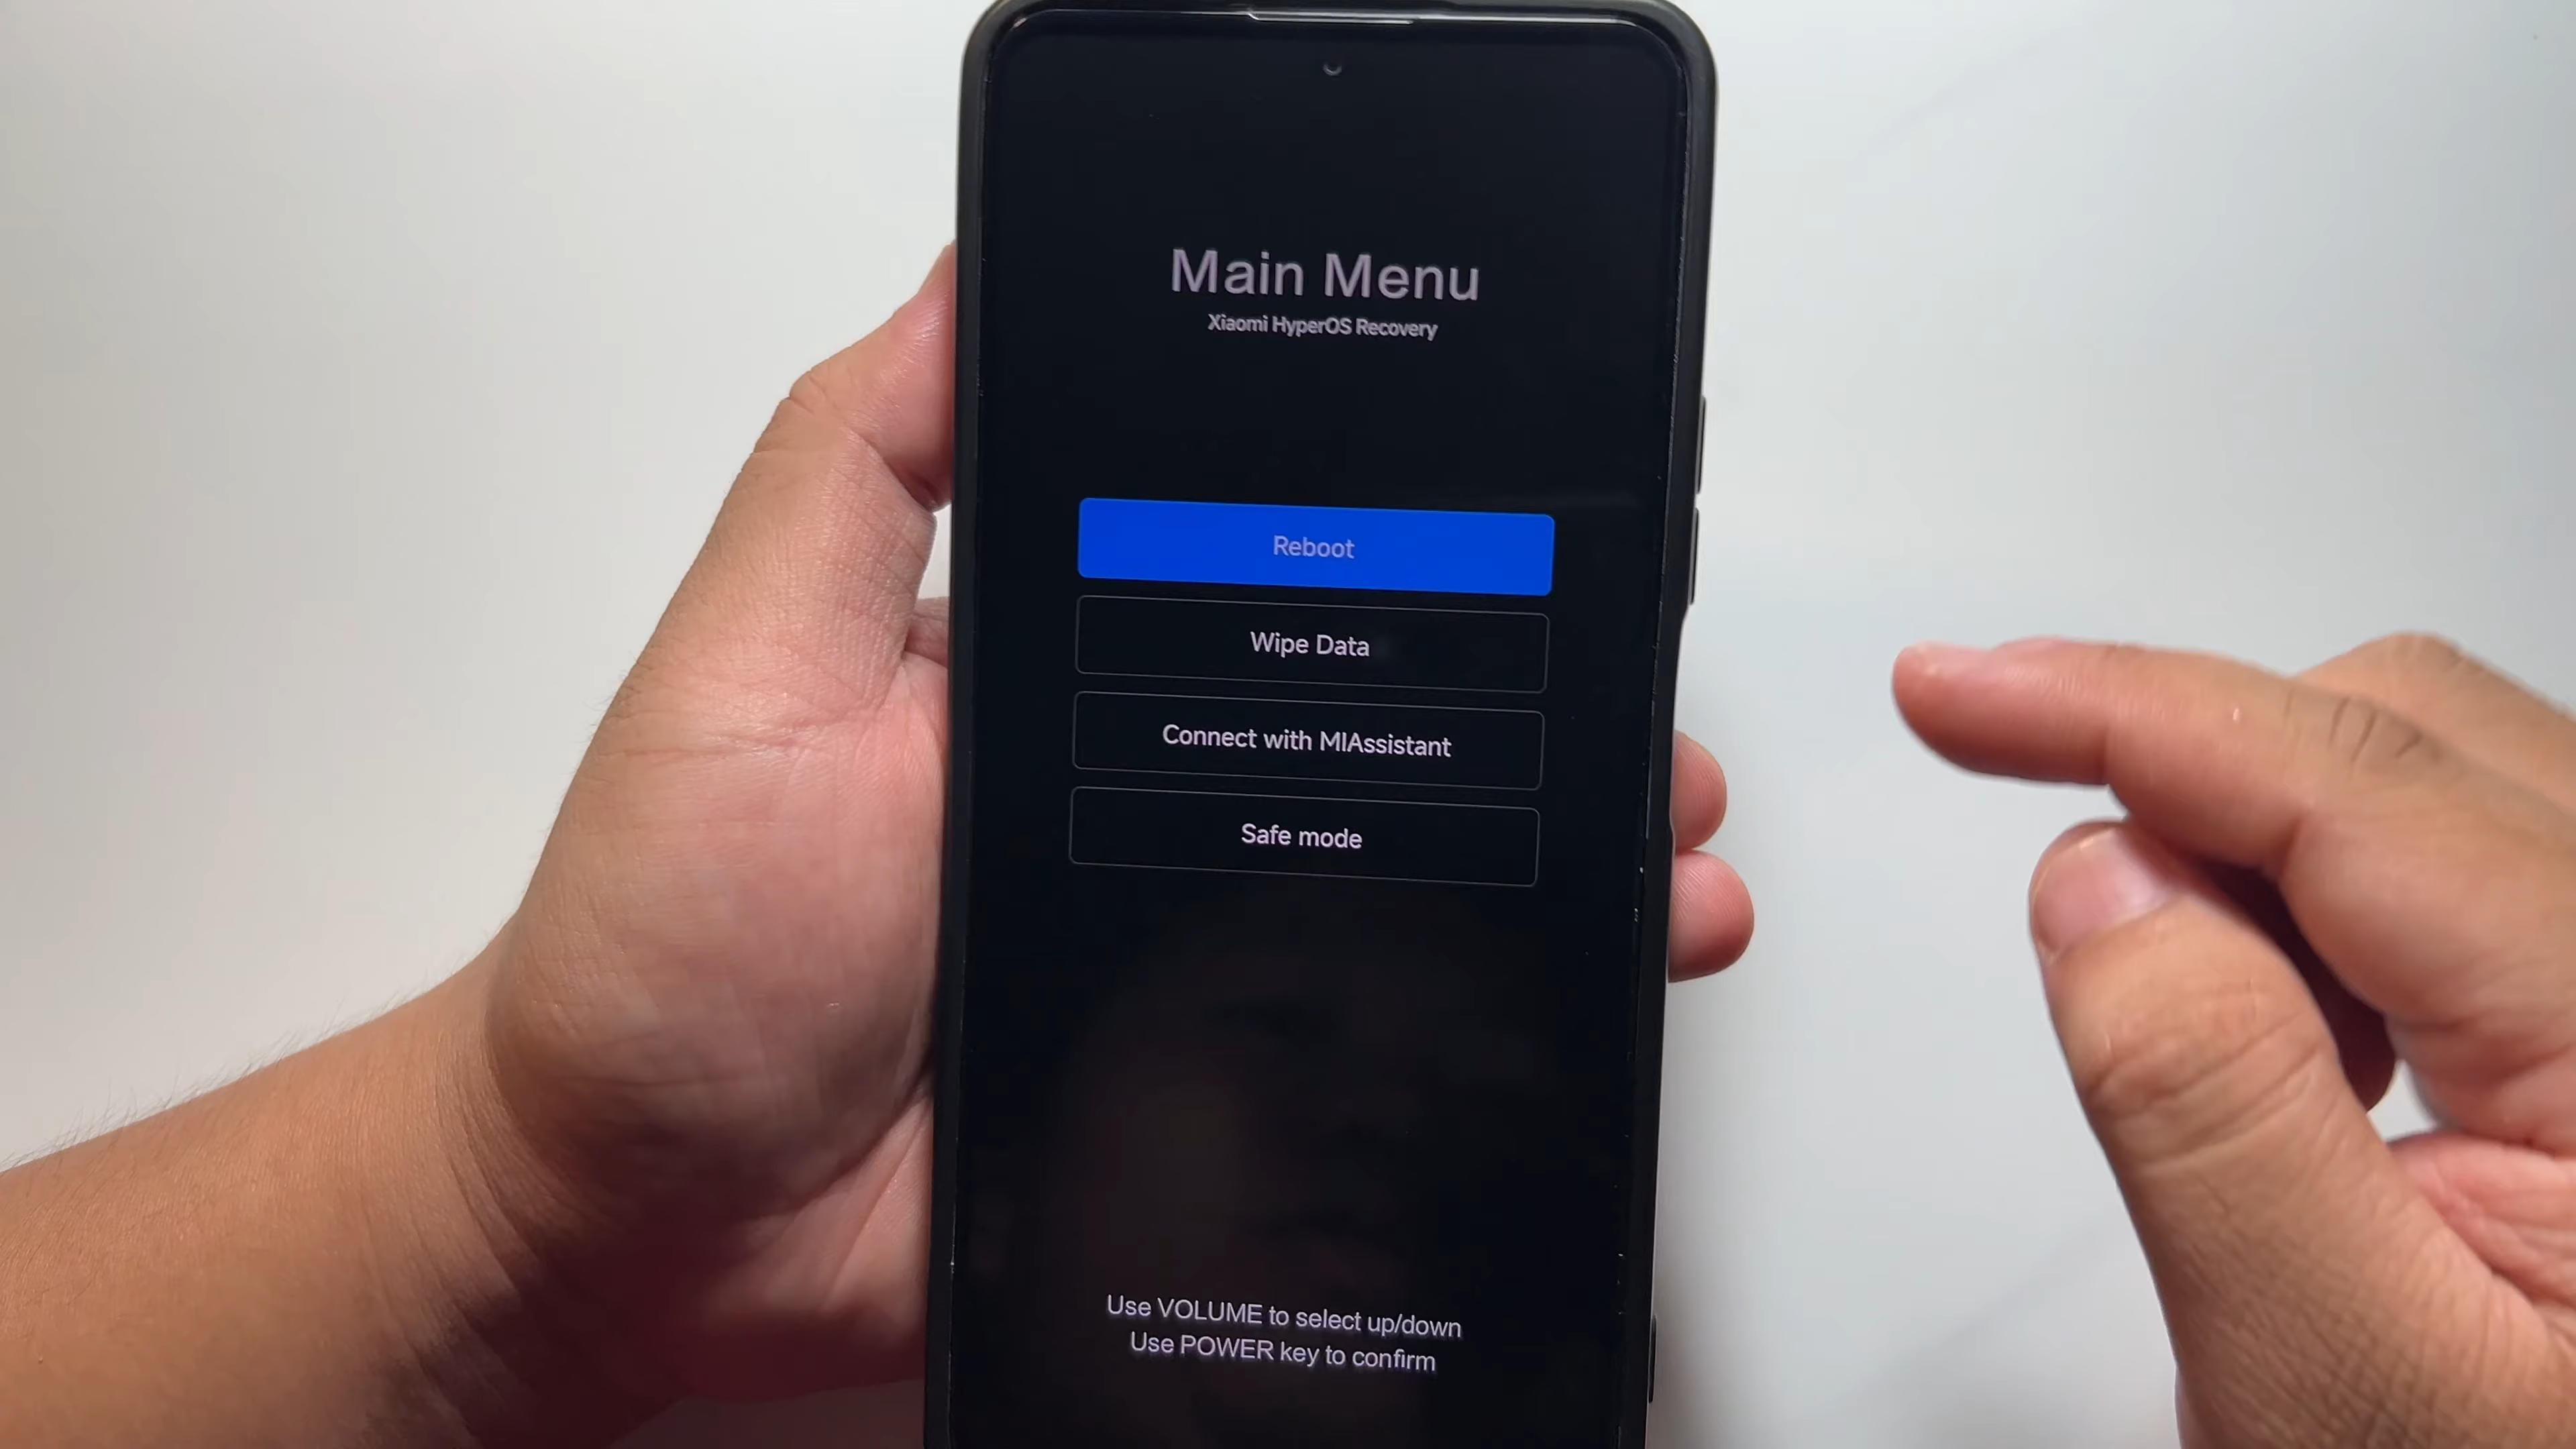 Main Menu
Xiaomi HyperOS Recovery
Reboot
Wipe Data
Connect with MIAssistant
Safe mode
Use VOLUME to select up/down
Use POWER key to confirm